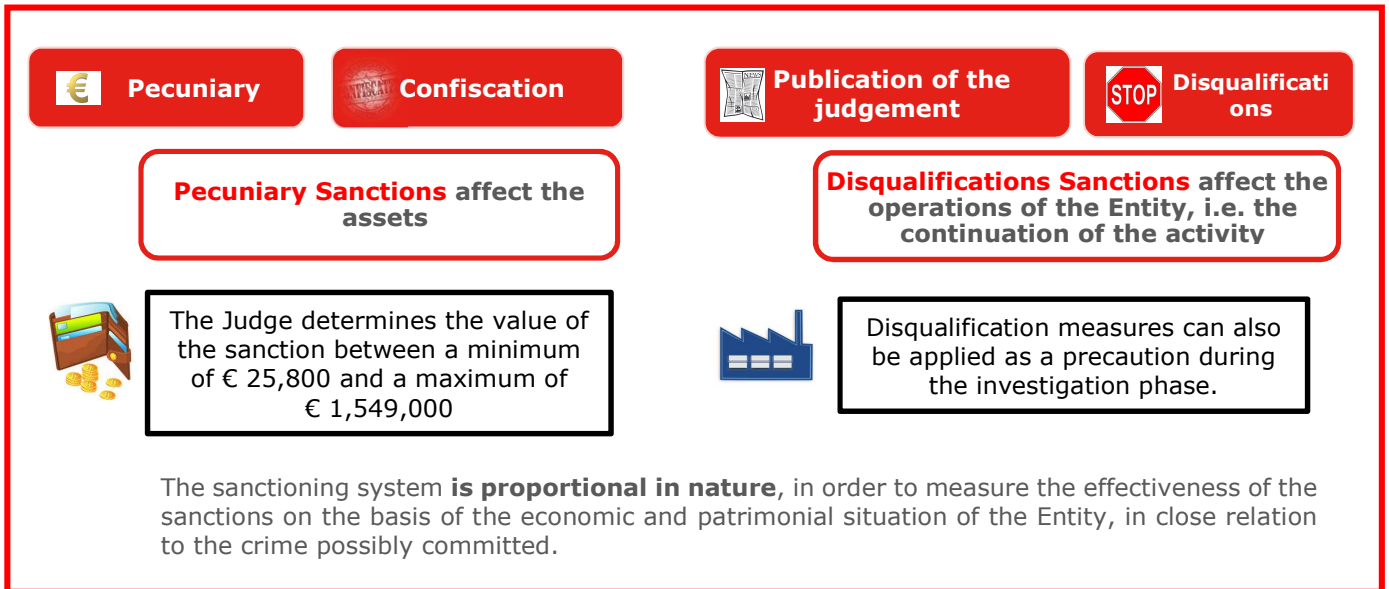 € Pecuniary
Confiscation
NEWS
Publication of the
judgement
STOP
Disqualificati
ons
Pecuniary Sanctions affect the
assets
Disqualifications Sanctions affect the
operations of the Entity, i.e. the
continuation of the activity
The Judge determines the value of
the sanction between a minimum
of € 25,800 and a maximum of
€ 1,549,000
Disqualification measures can also
be applied as a precaution during
the investigation phase.
The sanctioning system is proportional in nature, in order to measure the effectiveness of the
sanctions on the basis of the economic and patrimonial situation of the Entity, in close relation
to the crime possibly committed.